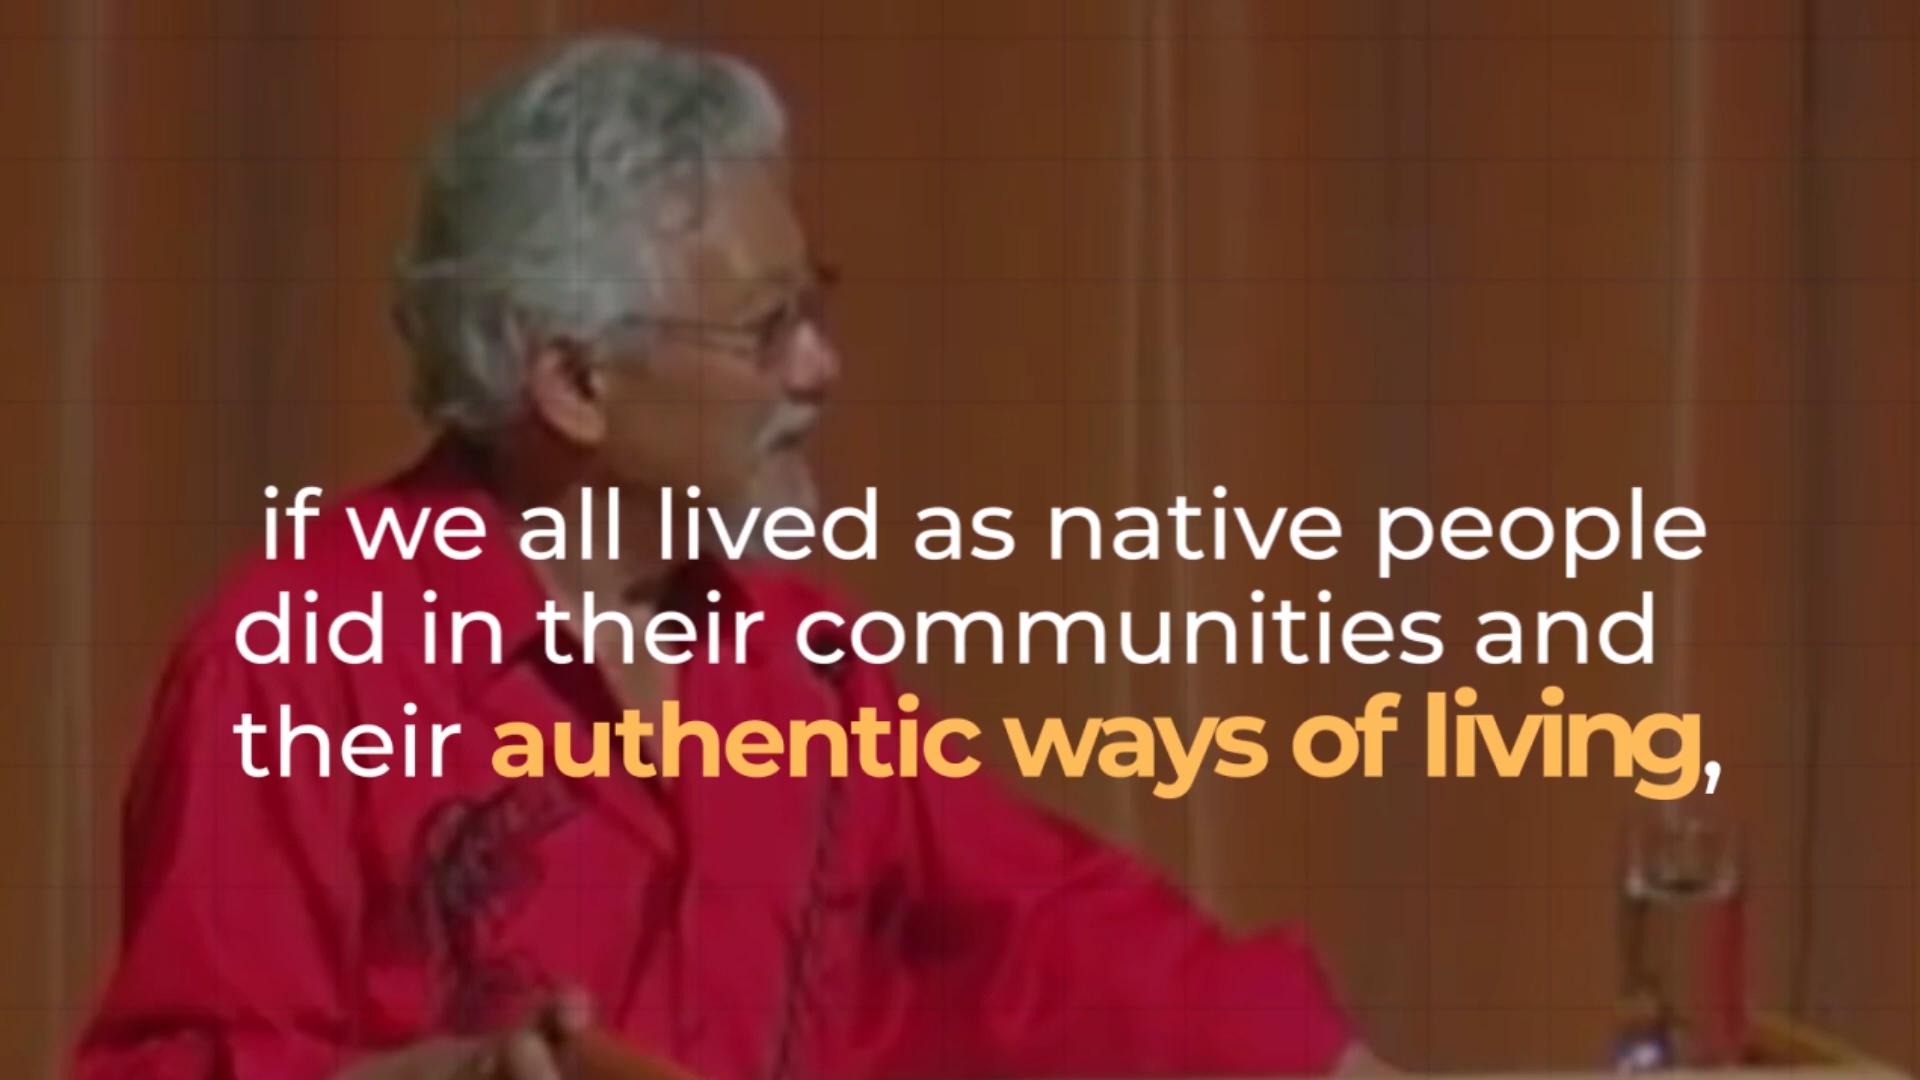 if we all lived as native people
did in their communities and
their authentic ways of living,